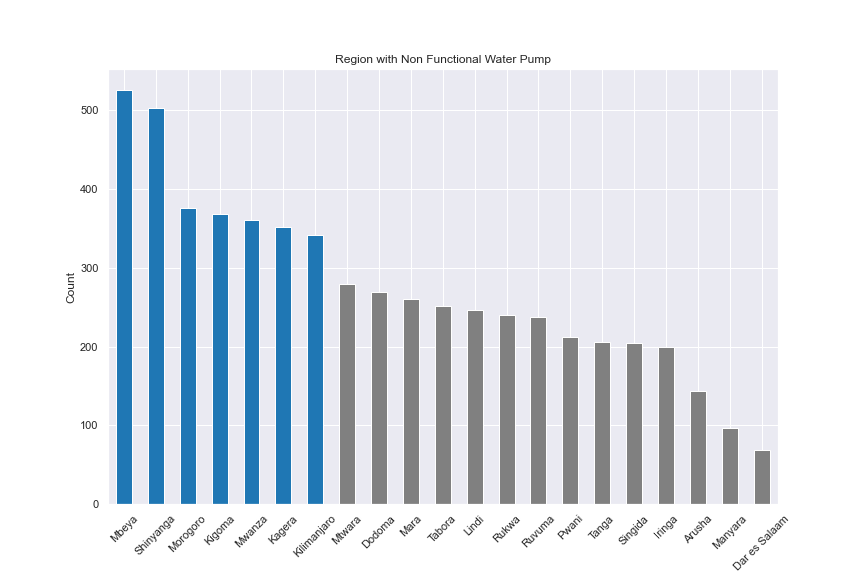 Region with Non Functional Water Pump
Count
500
400
300
200
100
0
Mbeya
Shinyanga
Morogoro
Kigoma
Mwanza
Kagera
Kilimanjaro
Mtwara
Dodoma
Mara
Tabora
Lindi
Rukwa
Ruvuma
Pwani
Tanga
Singida
Iringa
Arusha
Manyara
Dar es Salaam